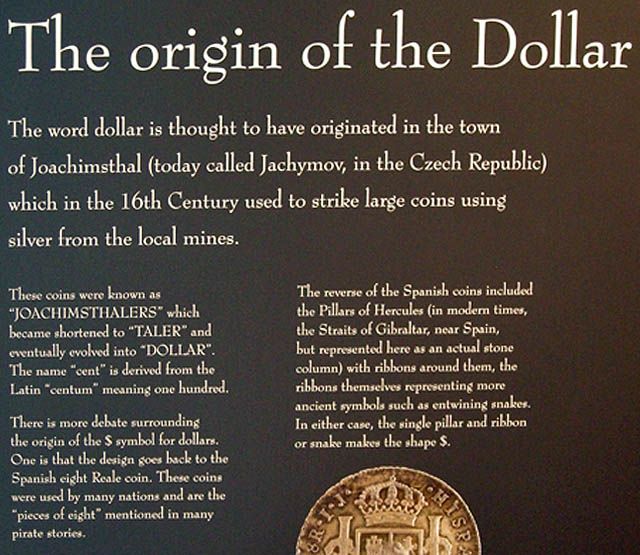 The origin of the Dollar
The word dollar is thought to have originated in the town
of Joachimsthal (today called Jachymov, in the Czech Republic)
which in the 16th Century used to strike large coins using
silver from the local mines.
These coins were known as
“JOACHIMSTHALERS” which
became shortened to “TALER” and
eventually evolved into “DOLLAR”.
The name “cent” is derived from the
Latin “centum” meaning one hundred.
There is more debate surrounding
the origin of the $ symbol for dollars.
One is that the design goes back to the
Spanish eight Reale coin. These coins
were used by many nations and are the
“pieces of eight” mentioned in many
pirate stories.
The reverse of the Spanish coins included
the Pillars of Hercules (in modern times,
the Straits of Gibraltar, near Spain,
but represented here as an actual stone
column) with ribbons around them, the
ribbons themselves representing more
ancient symbols such as entwining snakes.
In either case, the single pillar and ribbon
or snake makes the shape $.